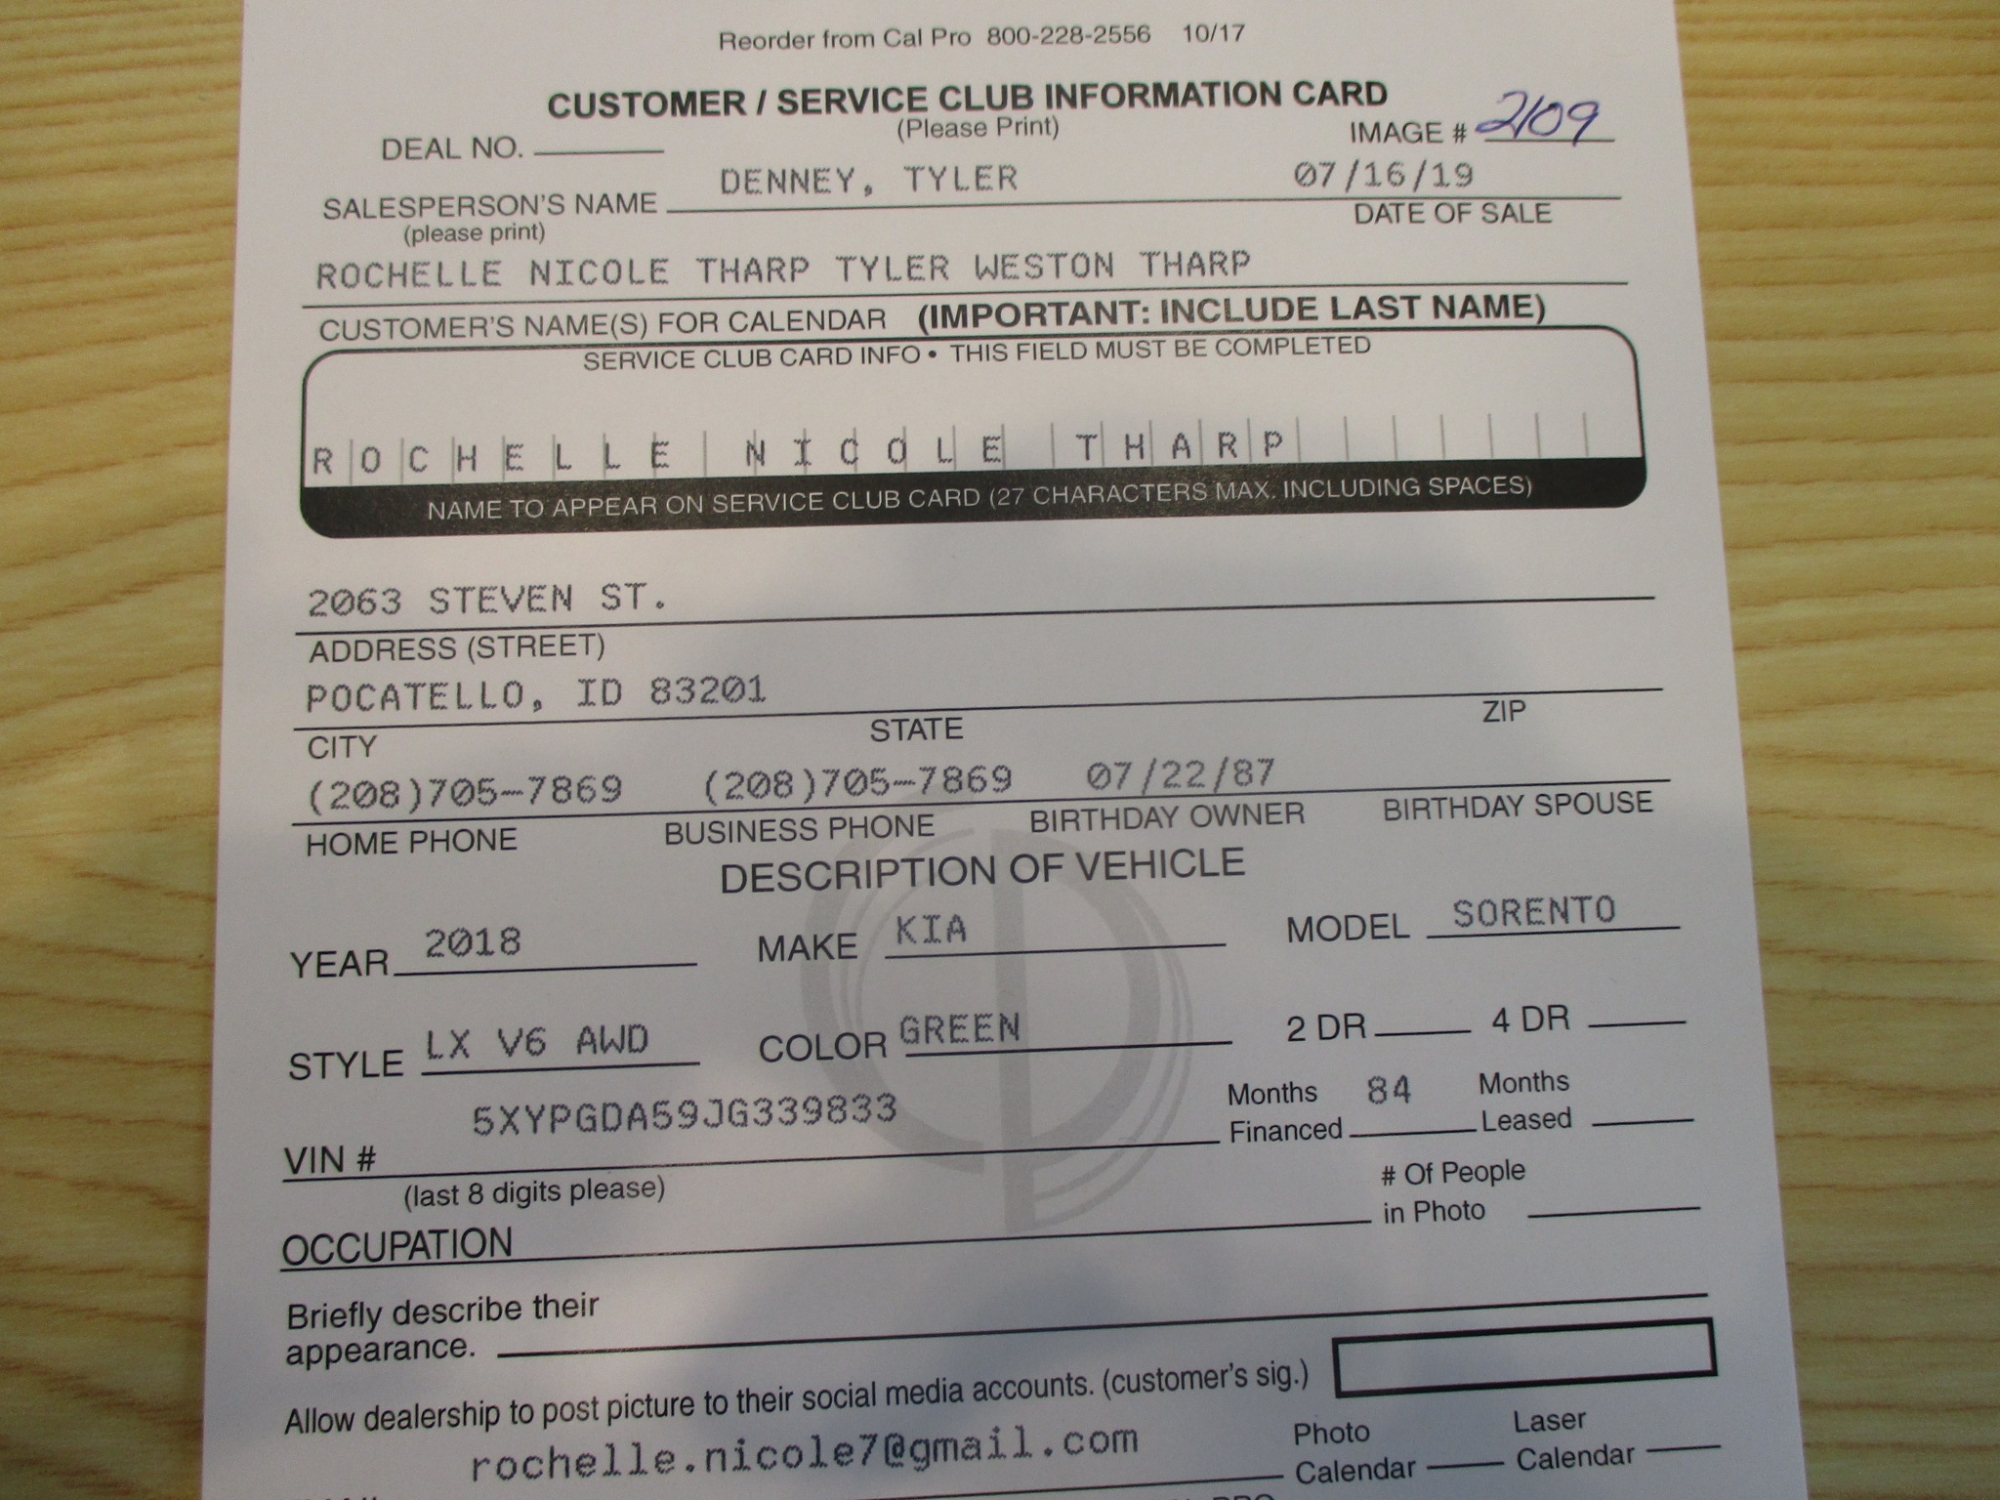 Reorder from Cal Pro 800-228-2556 10/17
CUSTOMER / SERVICE CLUB INFORMATION CARD
(Please Print)
DEAL NO. IMAGE # 2109
DENNEY, TYLER 07/16/19
SALESPERSON'S NAME DATE OF SALE
(please print)
ROCHELLE NICOLE THARP TYLER WESTON THARP
CUSTOMER'S NAME(S) FOR CALENDAR (IMPORTANT: INCLUDE LAST NAME)
SERVICE CLUB CARD INFO • THIS FIELD MUST BE COMPLETED
ROCHELLE NICOLE THARP
NAME TO APPEAR ON SERVICE CLUB CARD (27 CHARACTERS MAX. INCLUDING SPACES)
2063 STEVEN ST.
ADDRESS (STREET)
POCATELLO, ID 83201
CITY STATE ZIP
(208)705-7869 (208)705-7869 07/22/87
HOME PHONE BUSINESS PHONE BIRTHDAY OWNER BIRTHDAY SPOUSE
DESCRIPTION OF VEHICLE
YEAR 2018 MAKE KIA MODEL SORENTO
STYLE LX V6 AWD COLOR GREEN 2 DR 4 DR
5XYPGDA59JG339833 Months 84 Months
VIN # Financed Leased
(last 8 digits please) # Of People
OCCUPATION in Photo
Briefly describe their
appearance.
Allow dealership to post picture to their social media accounts. (customer's sig.)
rochelle.nicole7@gmail.com Photo Laser
Calendar Calendar